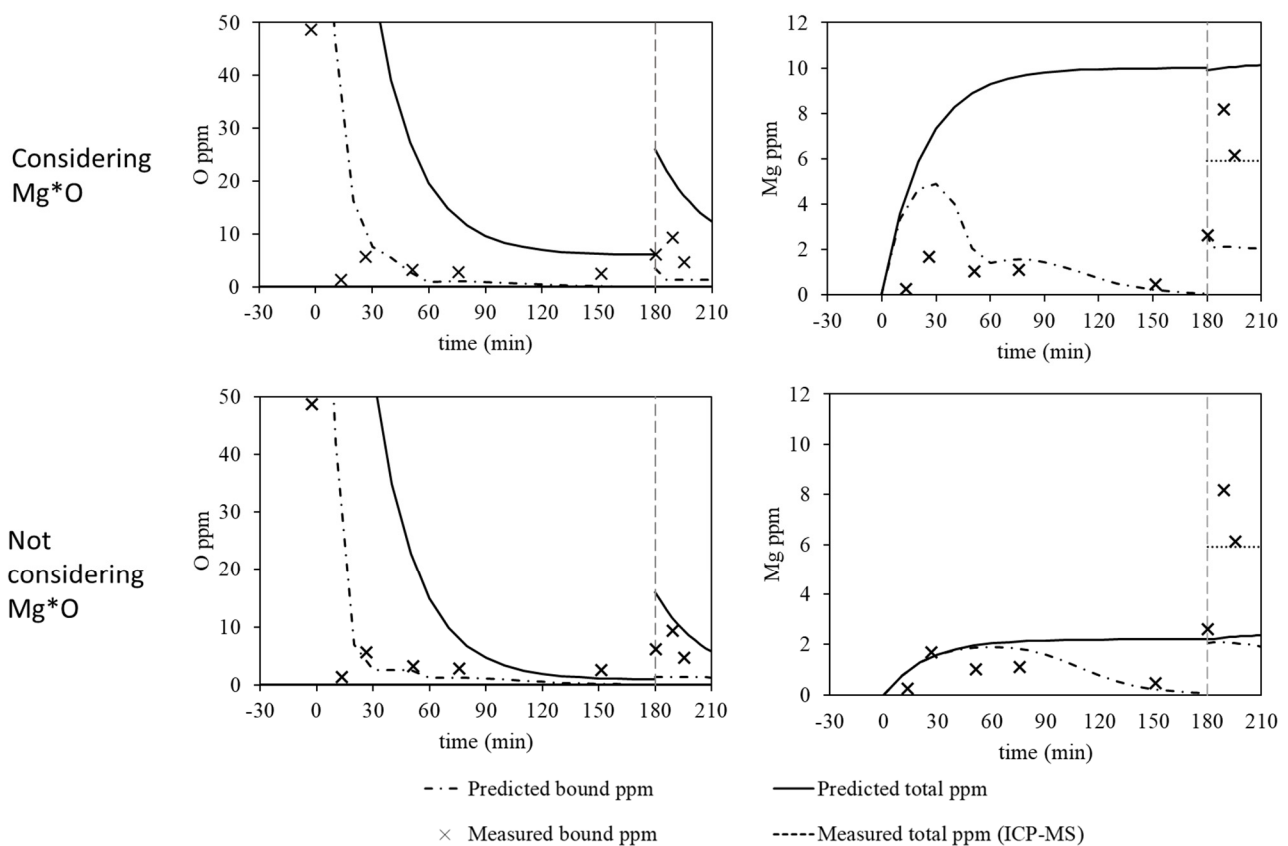 Considering
Mg*O
O ppm
50
40
30
20
10
0
-30 0 30 60 90 120 150 180 210
time (min)
Mg ppm
12
10
8
6
4
2
0
-30 0 30 60 90 120 150 180 210
time (min)
Not
considering
Mg*O
O ppm
50
40
30
20
10
0
-30 0 30 60 90 120 150 180 210
time (min)
Mg ppm
12
10
8
6
4
2
0
-30 0 30 60 90 120 150 180 210
time (min)
Predicted bound ppm
Predicted total ppm
Measured bound ppm
Measured total ppm (ICP-MS)